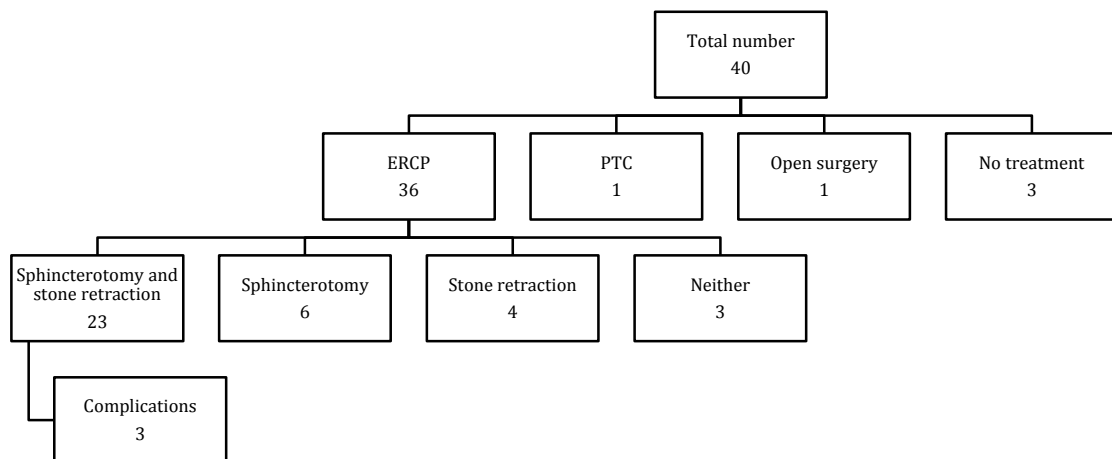 Total number
40
ERCP
36
PTC
1
Open surgery
1
No treatment
3
Sphincterotomy and
stone retraction
23
Sphincterotomy
6
Stone retraction
4
Neither
3
Complications
3